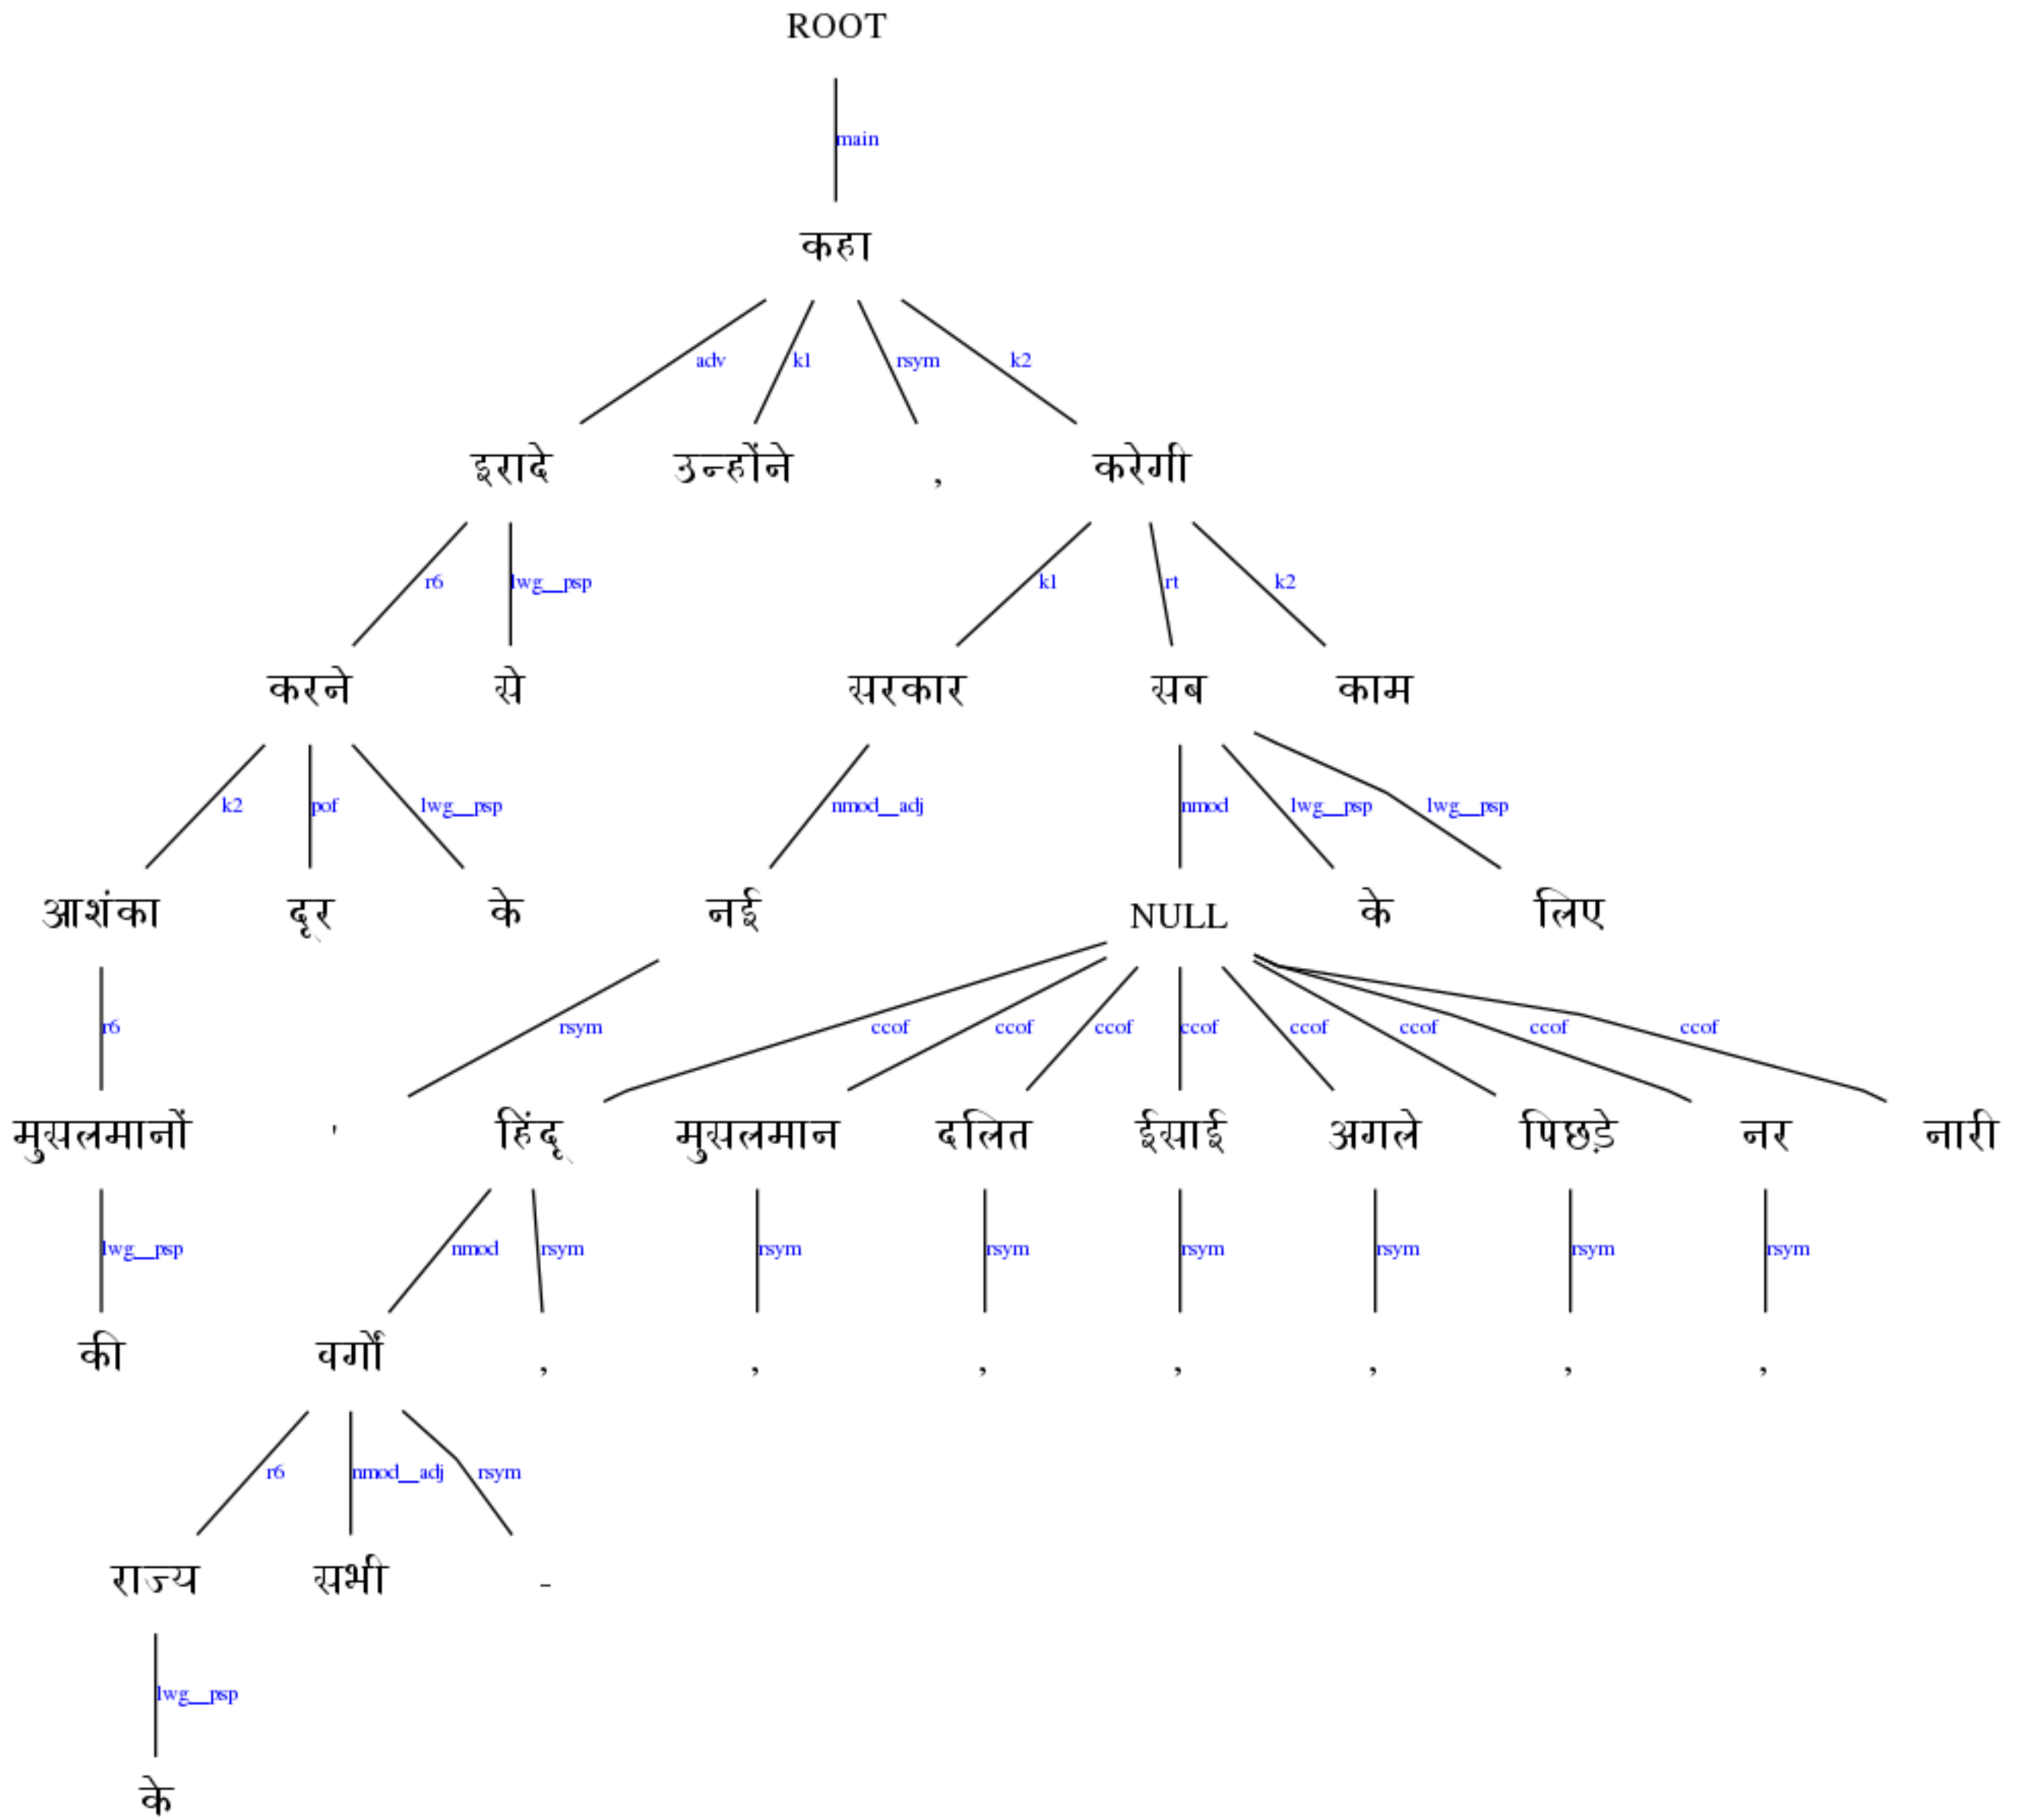 ROOT
main
कहा
adv k1 rsym k2
इरादे उन्होंने , करेगी
r6 lwg__psp k1 rt k2
करने से सरकार सब काम
k2 pof lwg__psp nmod__adj nmod lwg__psp lwg__psp
आशंका दूर के नई NULL के लिए
r6 rsym ccof ccof ccof ccof ccof ccof ccof ccof
मुसलमानों ' हिंदू मुसलमान दलित ईसाई अगले पिछड़े नर नारी
lwg__psp nmod rsym rsym rsym rsym rsym rsym rsym
की वर्गों , , , , , , ,
r6 nmod__adj rsym
राज्य सभी -
lwg__psp
के